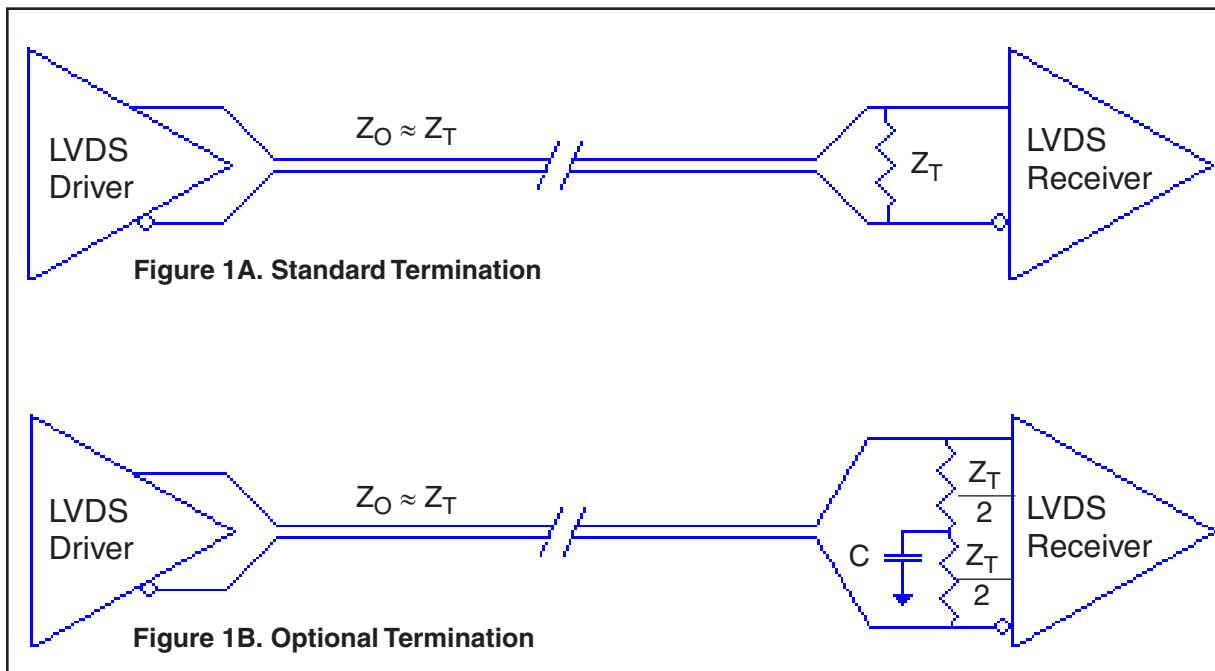 LVDS
Driver
Z_O ≈ Z_T
Z_T
LVDS
Receiver
Figure 1A. Standard Termination
LVDS
Driver
Z_O ≈ Z_T
C
Z_T
2
Z_T
2
LVDS
Receiver
Figure 1B. Optional Termination